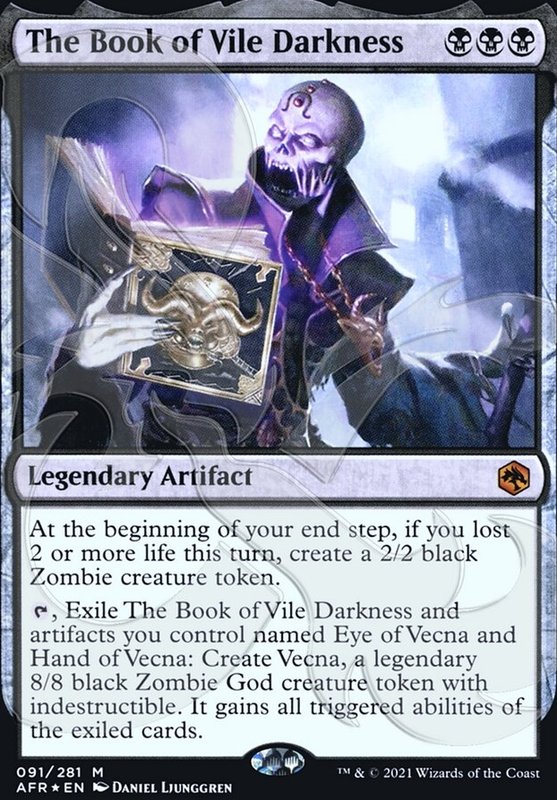 The Book of Vile Darkness
Legendary Artifact
At the beginning of your end step, if you lost
2 or more life this turn, create a 2/2 black
Zombie creature token.
, Exile The Book of Vile Darkness and
artifacts you control named Eye of Vecna and
Hand of Vecna: Create Vecna, a legendary
8/8 black Zombie God creature token with
indestructible. It gains all triggered abilities of
the exiled cards.
091/281 M
AFR ★ EN Daniel Ljunggren
™ & © 2021 Wizards of the Coast